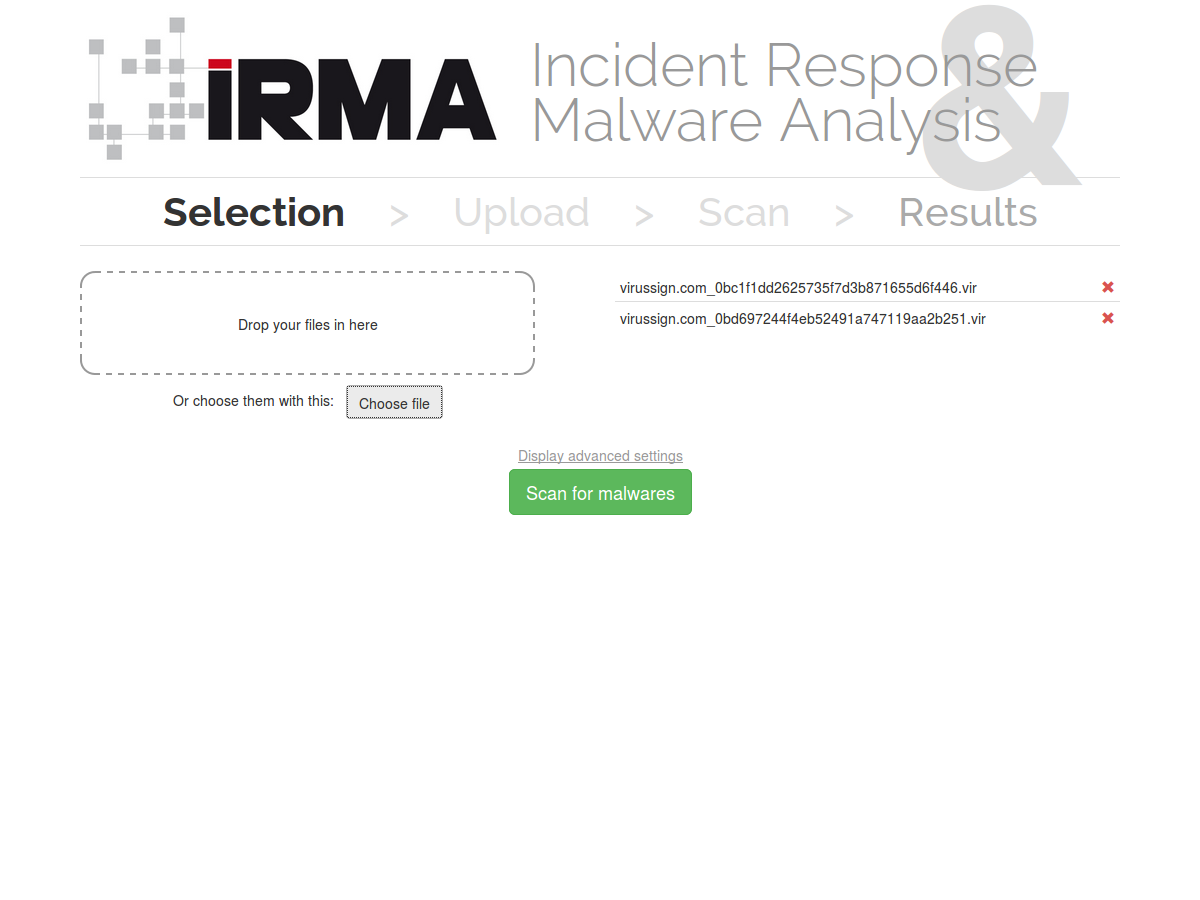 IRMA
Incident Response
&
Malware Analysis
Selection > Upload > Scan > Results
Drop your files in here
virussign.com_0bc1f1dd2625735f7d3b871655d6f446.vir
virussign.com_0bd697244f4eb52491a747119aa2b251.vir
Or choose them with this: Choose file
Display advanced settings
Scan for malwares